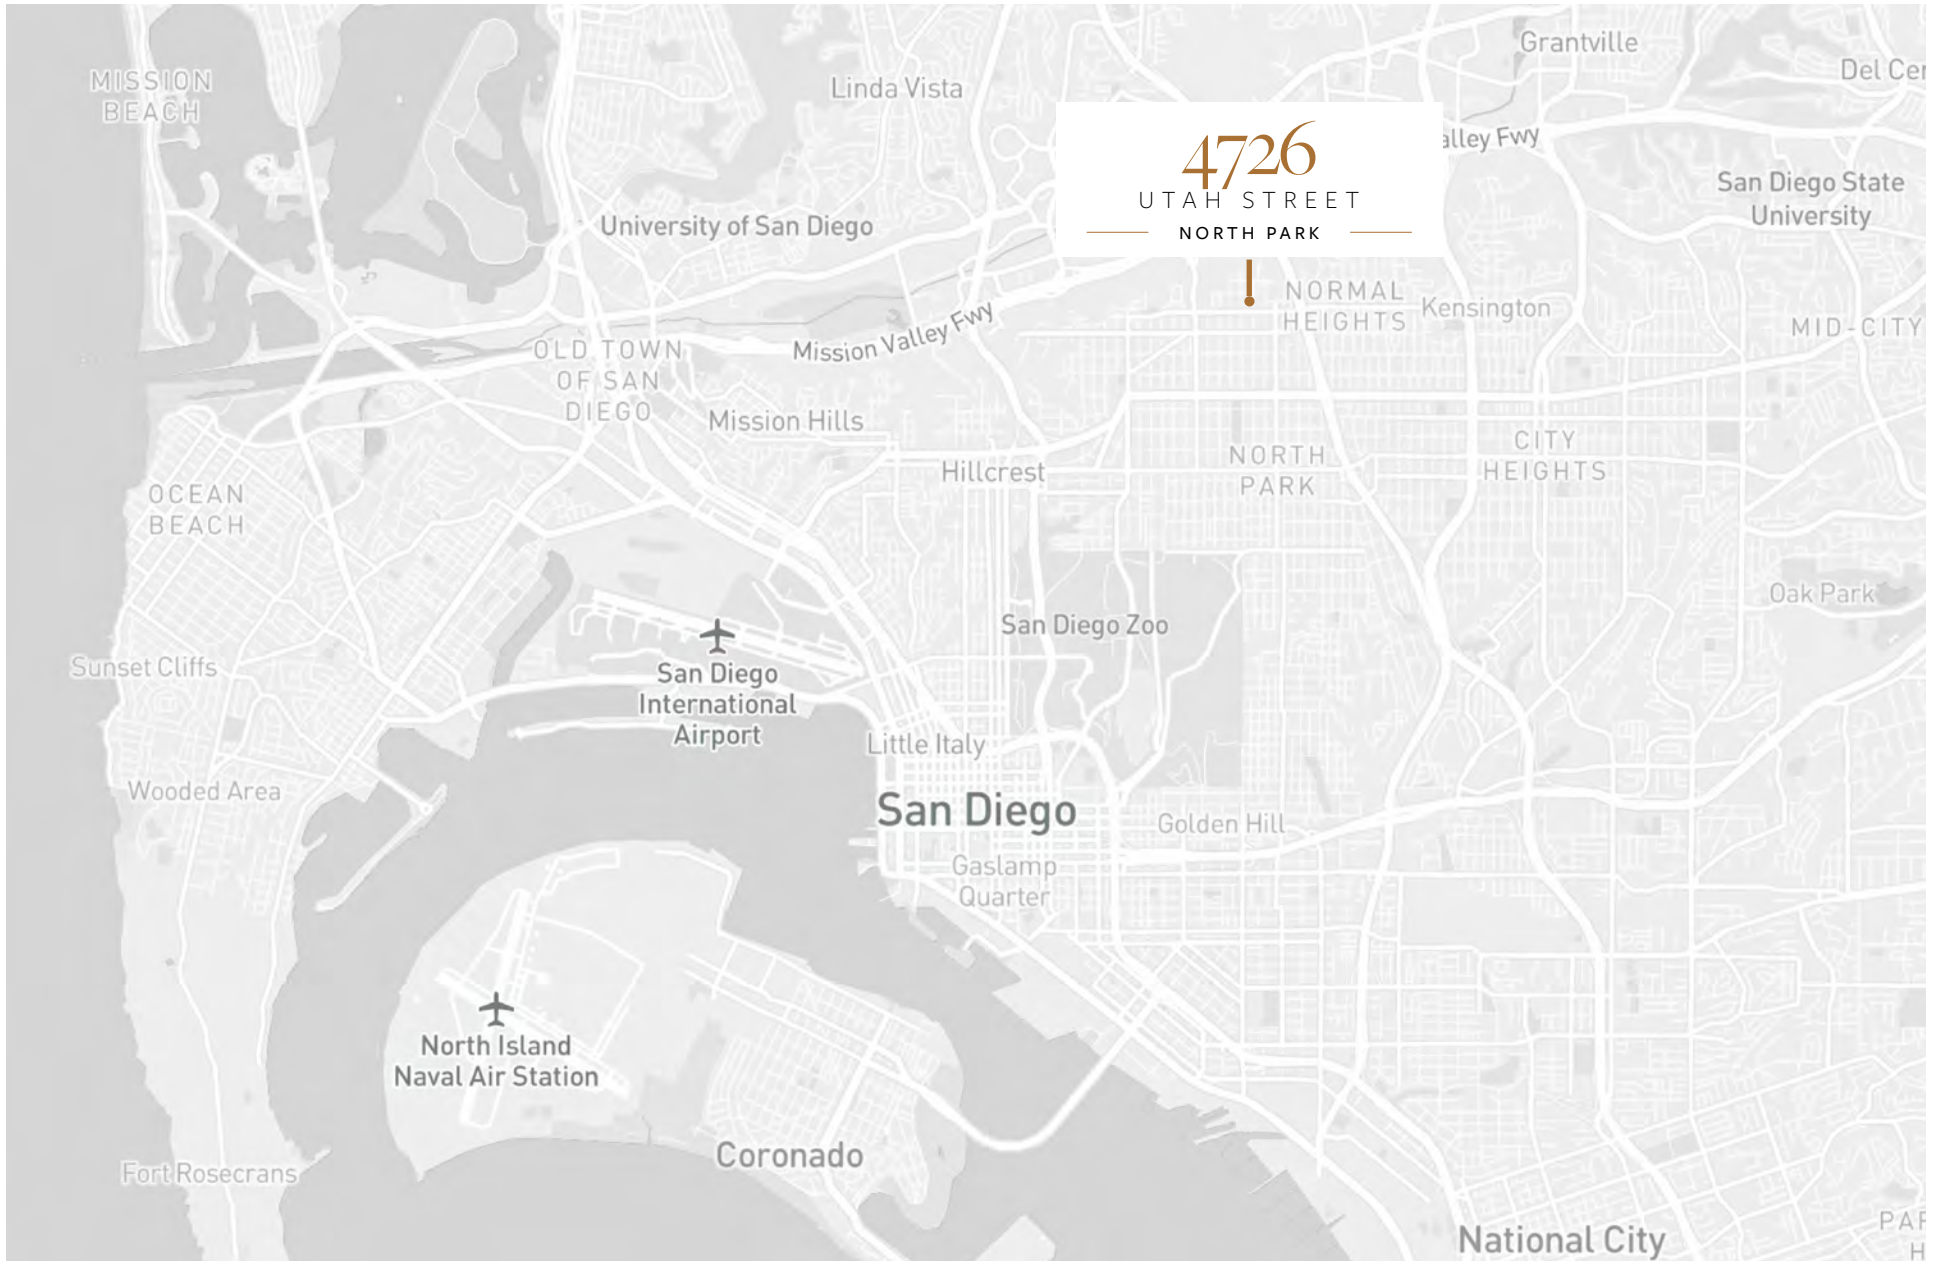 Grantville
Del Cer
MISSION
BEACH
Linda Vista
4726
UTAH STREET
NORTH PARK
alley Fwy
San Diego State
University
University of San Diego
NORMAL
HEIGHTS
Kensington
MID-CITY
Mission Valley Fwy
OLD TOWN
OF SAN
DIEGO
Mission Hills
Hillcrest
NORTH
PARK
CITY
HEIGHTS
OCEAN
BEACH
Oak Park
San Diego Zoo
Sunset Cliffs
San Diego
International
Airport
Little Italy
Wooded Area
San Diego
Golden Hill
Gaslamp
Quarter
North Island
Naval Air Station
Coronado
Fort Rosecrans
National City
PAR
H